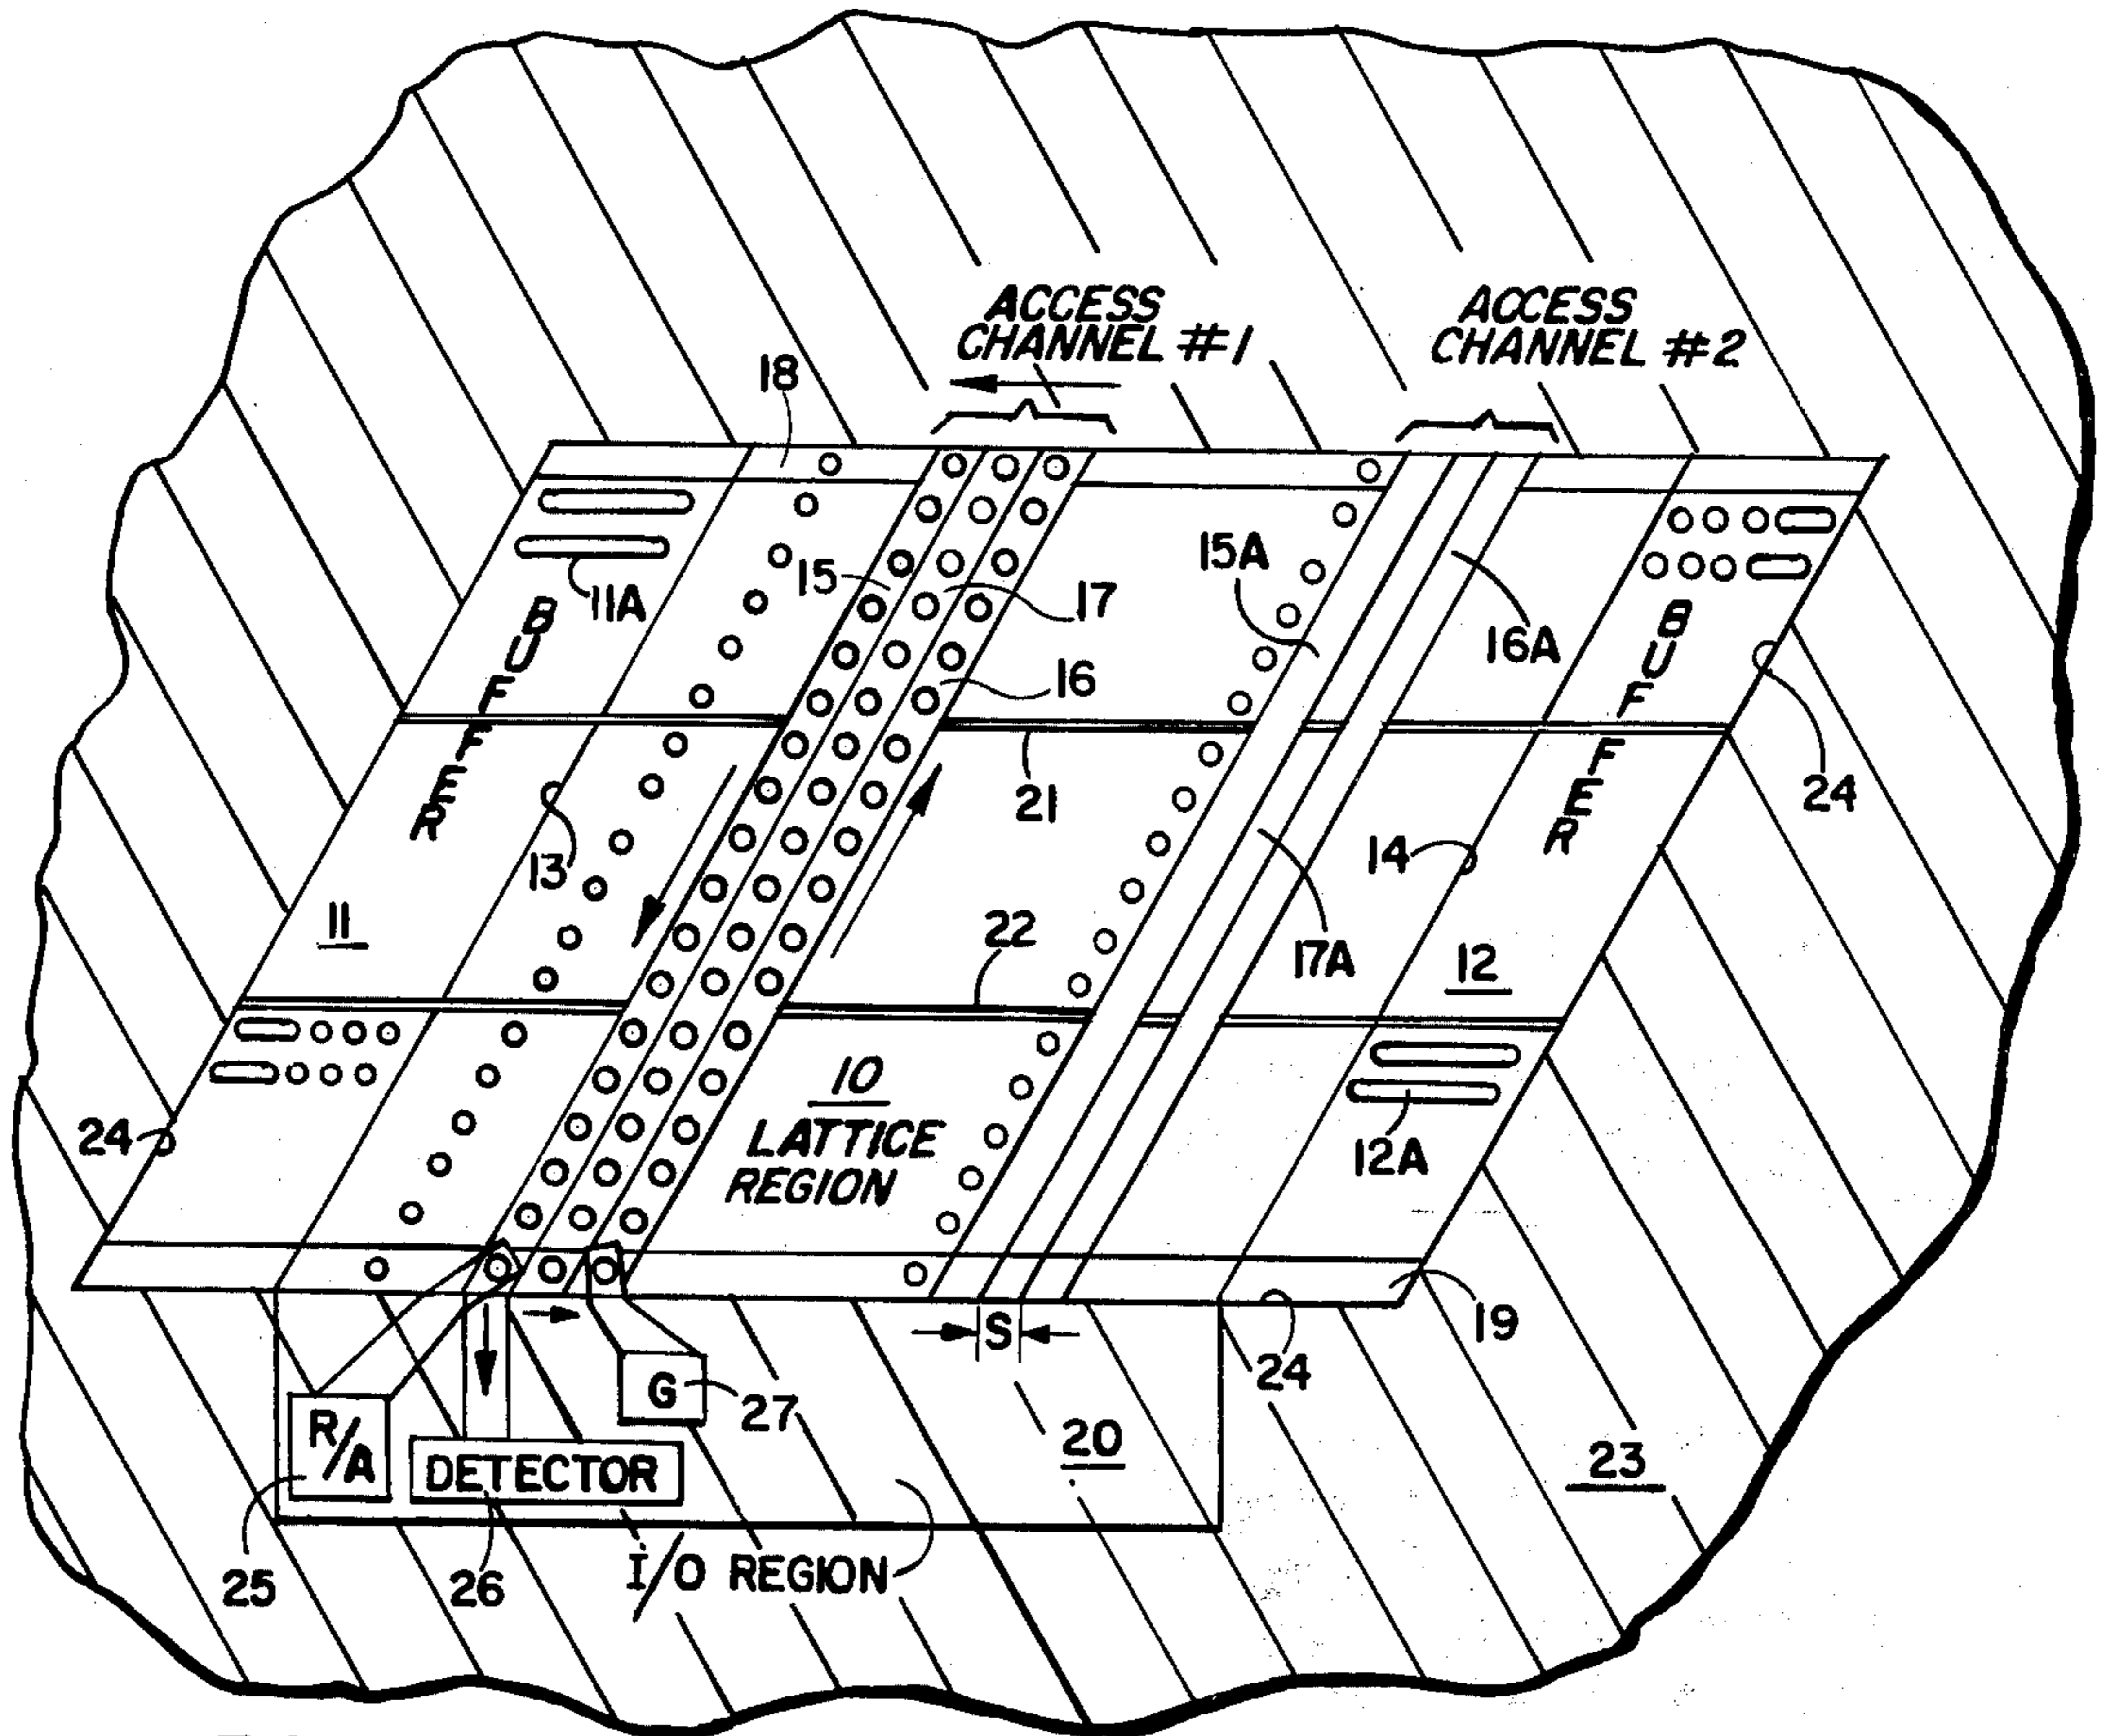 ACCESS
CHANNEL #1
ACCESS
CHANNEL #2
18
15
11A
17
15A
16A
16
BUFFER
BUFFER
21
24
13
14
11
22
17A
12
10
LATTICE
REGION
24
12A
19
S
24
G
27
R/A
DETECTOR
20
23
25
26
I/O REGION